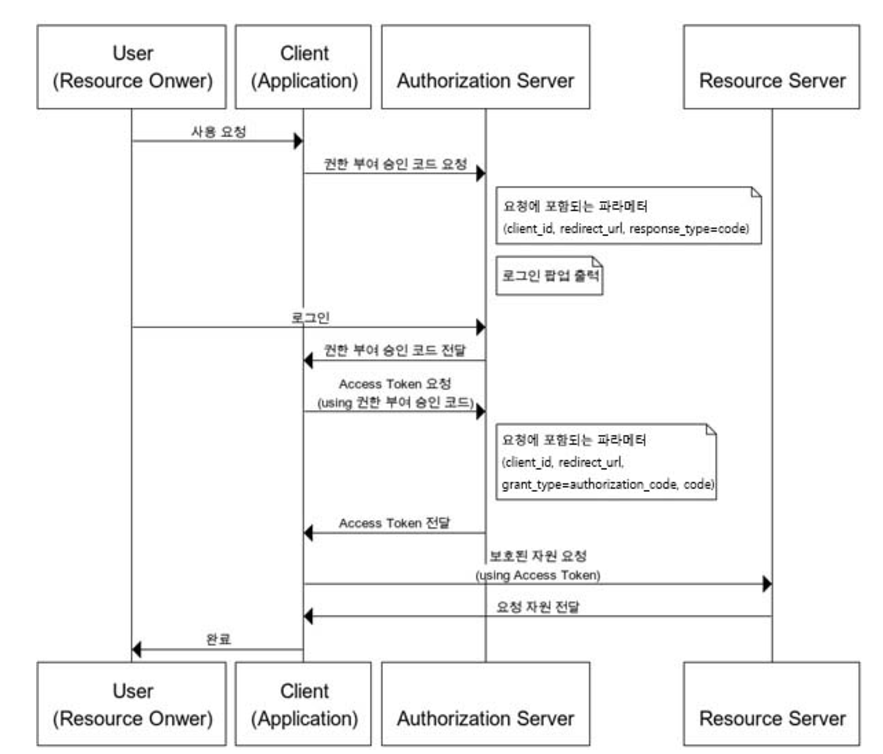 User
(Resource Onwer)
Client
(Application)
Authorization Server
Resource Server
사용 요청
권한 부여 승인 코드 요청
요청에 포함되는 파라메터
(client_id, redirect_url, response_type=code)
로그인 팝업 출력
로그인
권한 부여 승인 코드 전달
Access Token 요청
(using 권한 부여 승인 코드)
요청에 포함되는 파라메터
(client_id, redirect_url,
grant_type=authorization_code, code)
Access Token 전달
보호된 자원 요청
(using Access Token)
요청 자원 전달
완료
User
(Resource Onwer)
Client
(Application)
Authorization Server
Resource Server